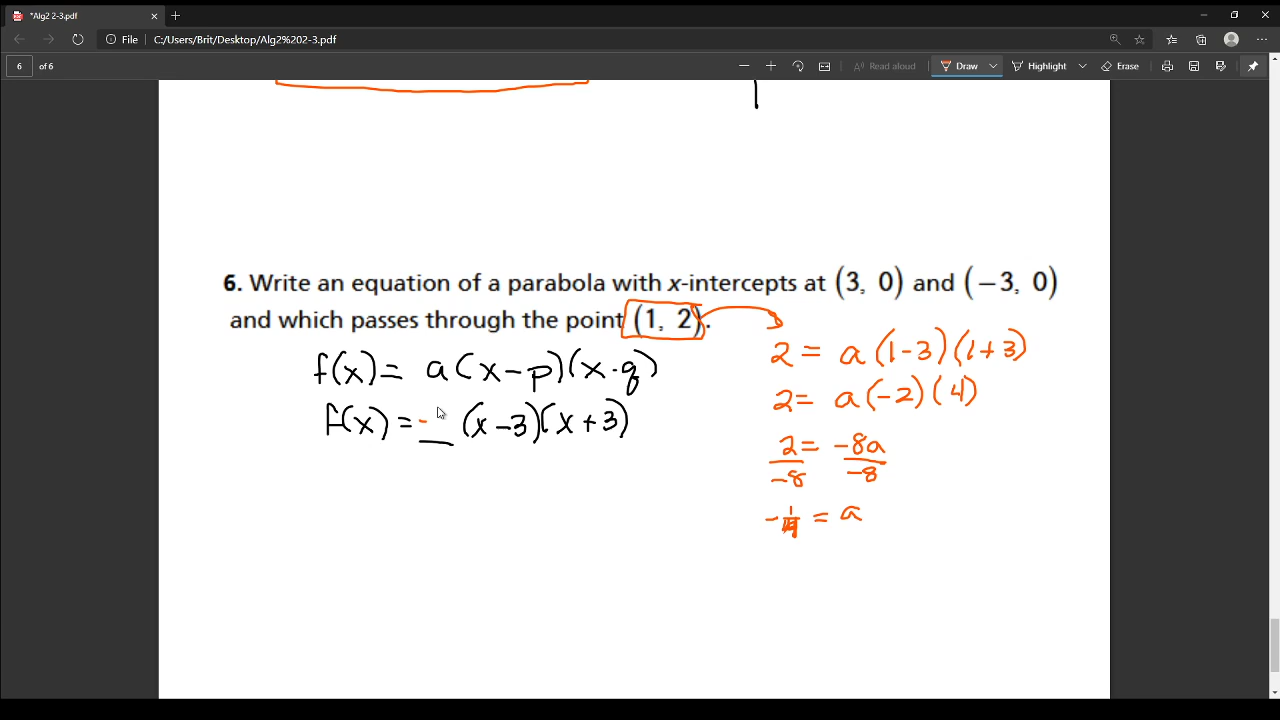 *Alg2 2-3.pdf
File C:/Users/Brit/Desktop/Alg2%202-3.pdf
6 of 6 Read aloud Draw Highlight Erase
6. Write an equation of a parabola with x-intercepts at (3, 0) and (−3, 0)
and which passes through the point (1, 2).
f(x) = a(x-p)(x-q)
f(x) = - (x-3)(x+3)
2 = a(1-3)(1+3)
2 = a(-2)(4)
2 = -8a
-8 -8
-1/4 = a